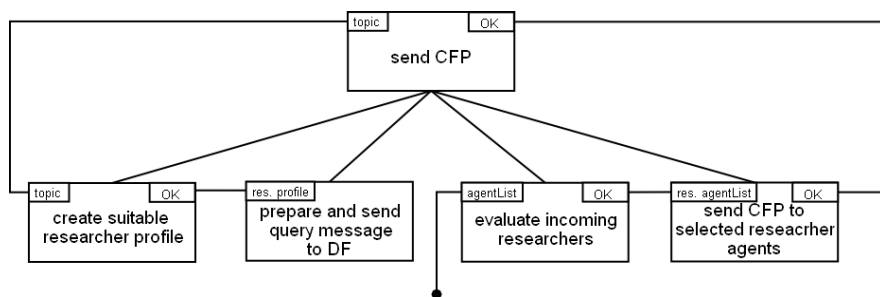 topic
OK
send CFP
topic
OK
create suitable
researcher profile
res. profile
prepare and send
query message
to DF
agentList
OK
evaluate incoming
researchers
res. agentList
OK
send CFP to
selected reseacrher
agents